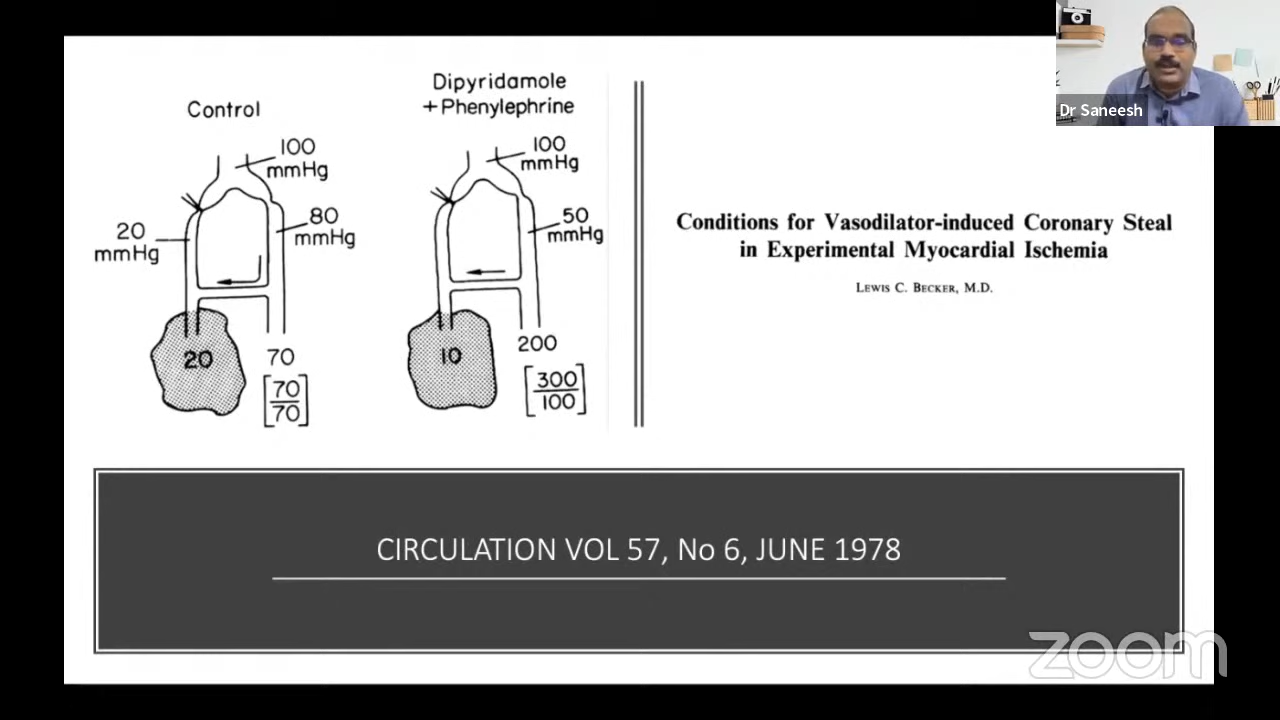 Control
100
mmHg
80
mmHg
20
mmHg
20
70
[70/70]
Dipyridamole
+Phenylephrine
100
mmHg
50
mmHg
10
200
[300/100]
Conditions for Vasodilator-induced Coronary Steal
in Experimental Myocardial Ischemia
LEWIS C. BECKER, M.D.
CIRCULATION VOL 57, No 6, JUNE 1978
Dr Saneesh
zoom